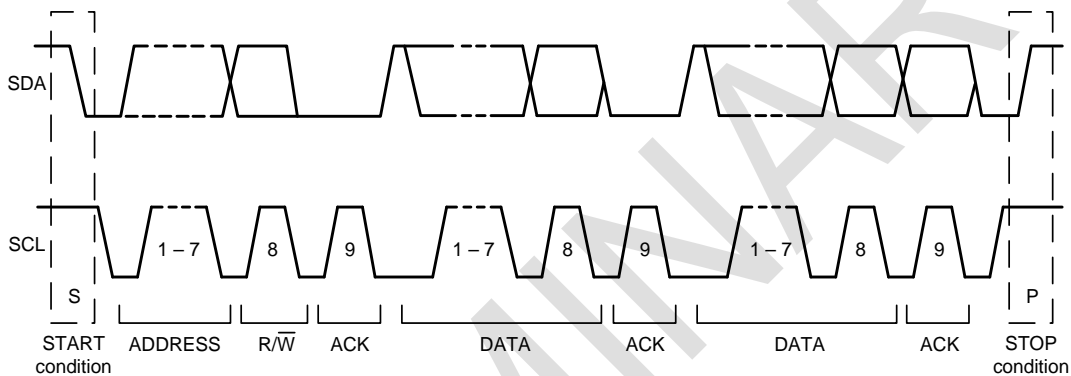 SDA
SCL
1 – 7
8
9
1 – 7
8
9
1 – 7
8
9
S
P
START
condition
ADDRESS
R/W̅
ACK
DATA
ACK
DATA
ACK
STOP
condition